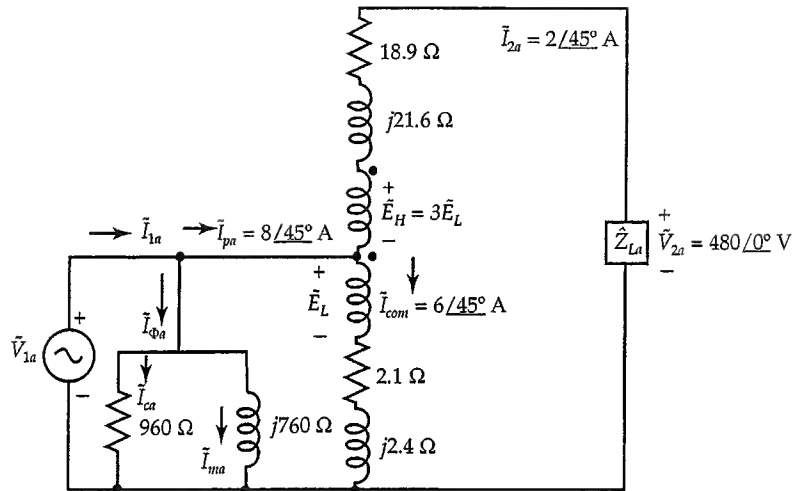 Ĩ2a = 2/45° A
18.9 Ω
j21.6 Ω
+
ẼH = 3ẼL
−
Ĩ1a
Ĩpa = 8/45° A
ẐLa
+
Ṽ2a = 480/0° V
−
+
ẼL
−
Ĩcom = 6/45° A
ĨΦa
+
Ṽ1a
−
Ĩca
960 Ω
Ĩma
j760 Ω
2.1 Ω
j2.4 Ω